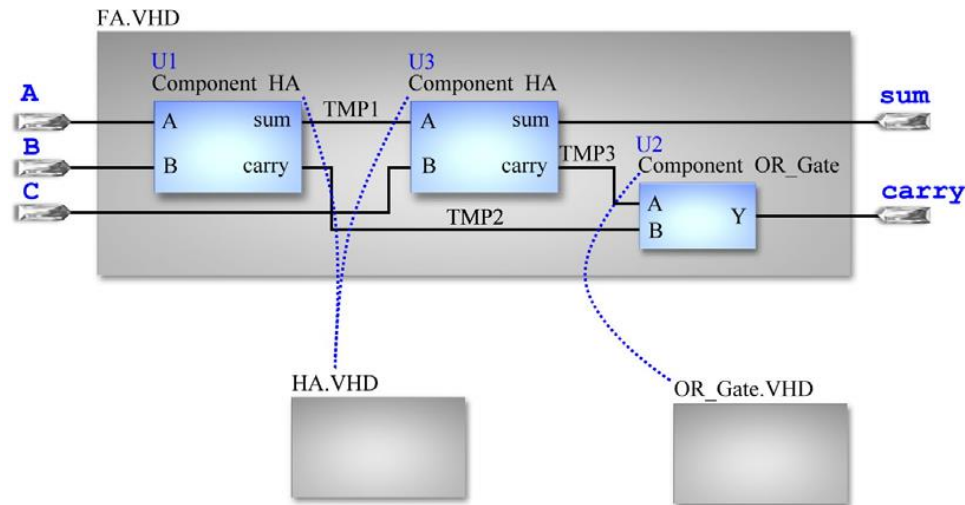 FA.VHD
U1
Component HA
U3
Component HA
A
A
sum
TMP1
A
sum
sum
B
B
carry
B
carry
TMP3
U2
Component OR_Gate
C
A
Y
carry
TMP2
B
HA.VHD
OR_Gate.VHD